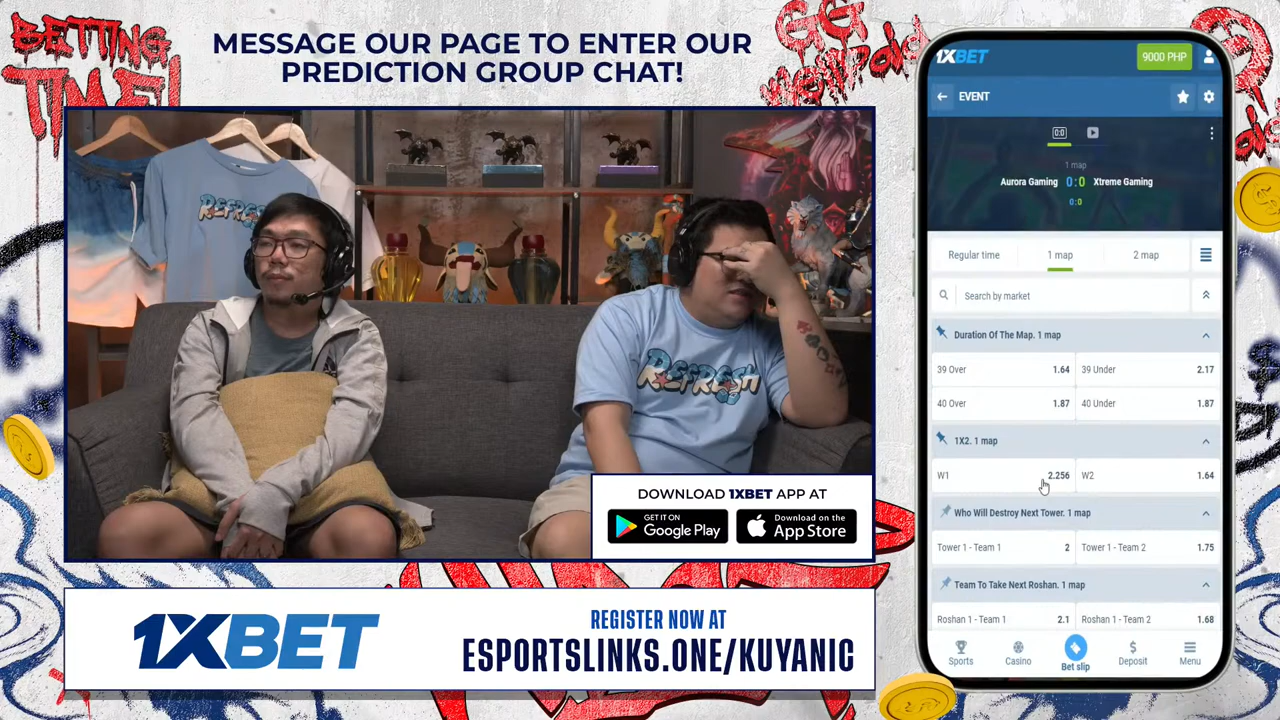 BETTING
TIME!
MESSAGE OUR PAGE TO ENTER OUR
PREDICTION GROUP CHAT!
GG
REFRESH
REFRESH
DOWNLOAD 1XBET APP AT
GET IT ON
Google Play
Download on the
App Store
1XBET
REGISTER NOW AT
ESPORTSLINKS.ONE/KUYANIC
1XBET
9000 PHP
EVENT
0:0
1 map
Aurora Gaming 0:0 Xtreme Gaming
0:0
Regular time 1 map 2 map
Search by market
Duration Of The Map. 1 map
39 Over 1.64 39 Under 2.17
40 Over 1.87 40 Under 1.87
1X2. 1 map
W1 2.256 W2 1.64
Who Will Destroy Next Tower. 1 map
Tower 1 - Team 1 2 Tower 1 - Team 2 1.75
Team To Take Next Roshan. 1 map
Roshan 1 - Team 1 2.1 Roshan 1 - Team 2 1.68
Sports Casino Bet slip Deposit Menu